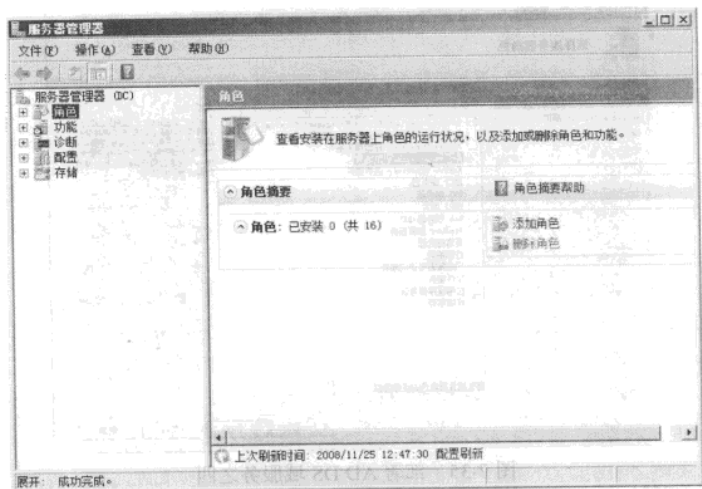 服务器管理器
文件(F) 操作(A) 查看(V) 帮助(H)
服务器管理器 (DC)
角色
功能
诊断
配置
存储
角色
查看安装在服务器上角色的运行状况，以及添加或删除角色和功能。
角色摘要
角色摘要帮助
角色：已安装 0 (共 16)
添加角色
删除角色
上次刷新时间: 2008/11/25 12:47:30 配置刷新
展开: 成功完成。